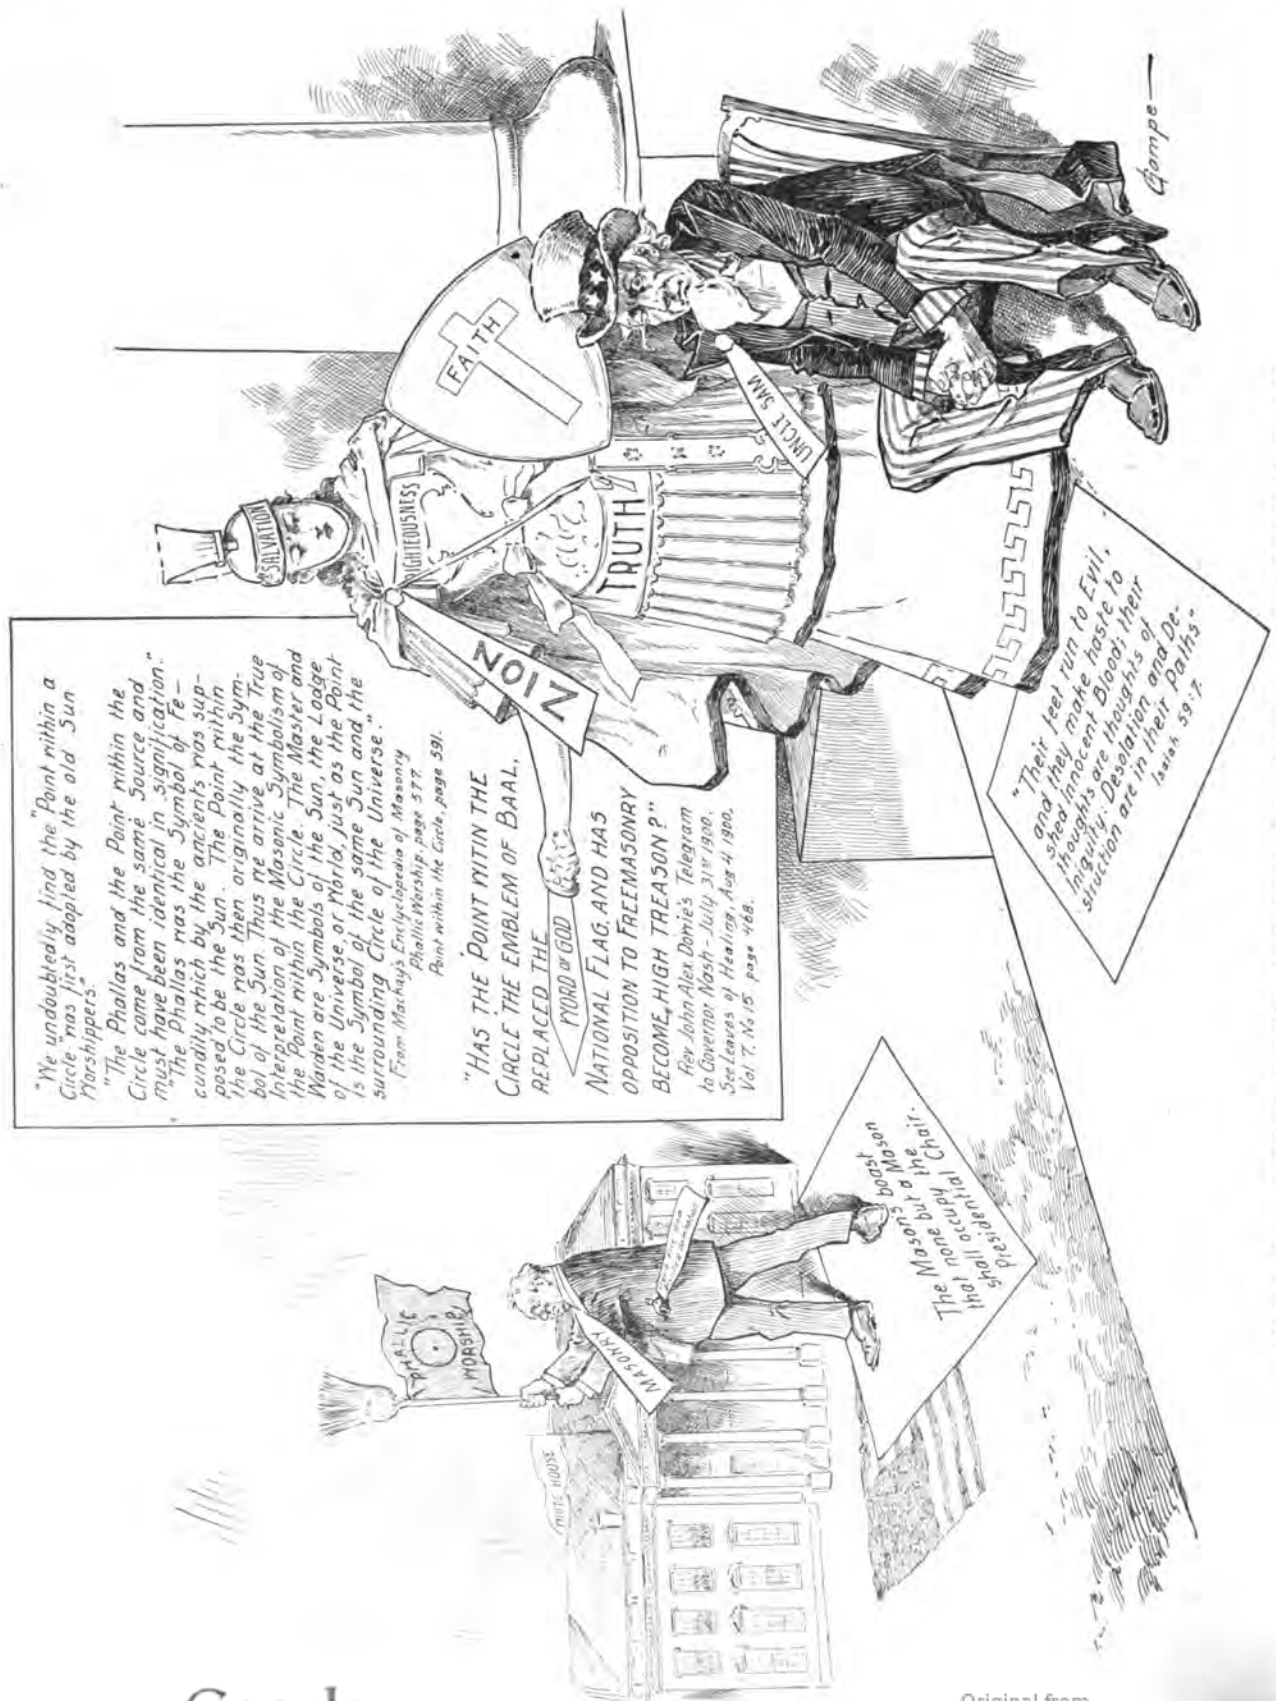 "We undoubtedly find the "Point within a
Circle" was first adopted by the old Sun
Worshippers."
"The Phallas and the Point within the
Circle come from the same Source and
must have been identical in signification."
"The Phallas was the Symbol of Fe-
cundity which by the ancients was sup-
posed to be the Sun. The Point within
the Circle was then originally the Sym-
bol of the Sun. Thus we arrive at the True
Interpretation of the Masonic Symbolism of
the Point within the Circle. The Master and
Warden are Symbols of the Sun, the Lodge
of the Universe, or World, just as the Point
is the Symbol of the same Sun and the
surrounding Circle of the Universe."
From Mackay's Encyclopedia of Masonry
Phallic Worship, page 577.
Point within the Circle, page 591.
"HAS THE POINT WITIN THE
CIRCLE THE EMBLEM OF BAAL,
REPLACED THE
WORD OF GOD
NATIONAL FLAG, AND HAS
OPPOSITION TO FREEMASONRY
BECOME, HIGH TREASON?"
Rev John Alex. Dowie's Telegram
to Governor Nash - July 31st 1900.
See Leaves of Healing, Aug 4, 1900.
Vol 7. No 15 page 468.
SALVATION
RIGHTEOUSNESS
TRUTH
ZION
FAITH
UNCLE SAM
PHALLIC
WORSHIP
MASONRY
WHITE HOUSE
The Mason's boast
that none but a Mason
shall occupy the
Presidential Chair.
"Their feet run to Evil,
and they make haste to
shed Innocent Blood; their
thoughts are thoughts of
Iniquity: Desolation and De-
struction are in their Paths"
Isaiah 59:7.
Champe
Original from